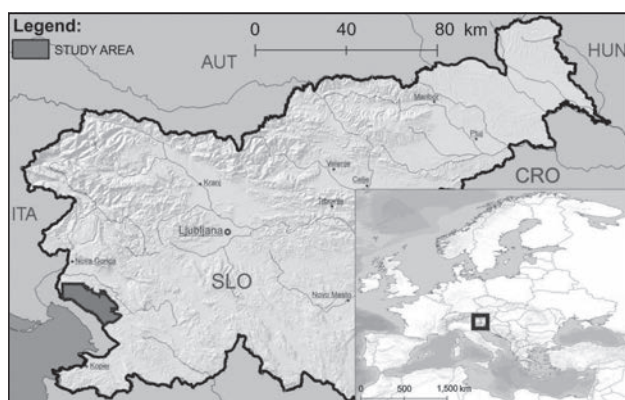 Legend:
STUDY AREA
0 40 80 km
AUT
HUN
Maribor
Ptuj
CRO
Velenje
Celje
Kranj
Trbovlje
ITA
Ljubljana
Nova Gorica
SLO
Novo Mesto
Koper
0 500 1,000 km